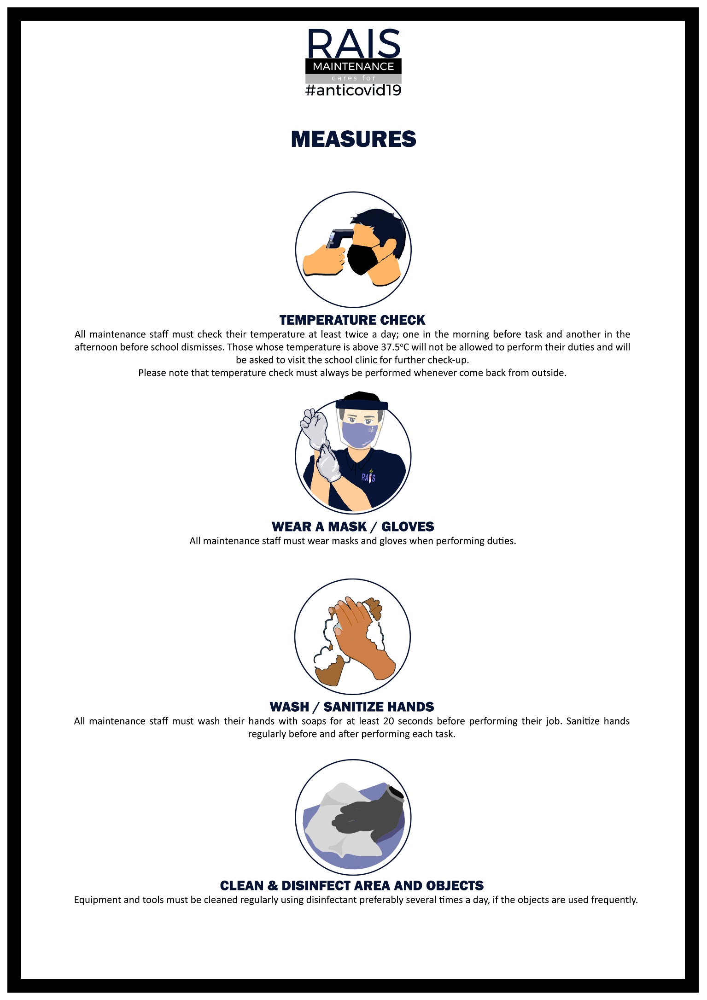 RAIS
MAINTENANCE
cares for
#anticovid19
MEASURES
TEMPERATURE CHECK
All maintenance staff must check their temperature at least twice a day; one in the morning before task and another in the
afternoon before school dismisses. Those whose temperature is above 37.5°C will not be allowed to perform their duties and will
be asked to visit the school clinic for further check-up.
Please note that temperature check must always be performed whenever come back from outside.
RAIS
WEAR A MASK / GLOVES
All maintenance staff must wear masks and gloves when performing duties.
WASH / SANITIZE HANDS
All maintenance staff must wash their hands with soaps for at least 20 seconds before performing their job. Sanitize hands
regularly before and after performing each task.
CLEAN & DISINFECT AREA AND OBJECTS
Equipment and tools must be cleaned regularly using disinfectant preferably several times a day, if the objects are used frequently.